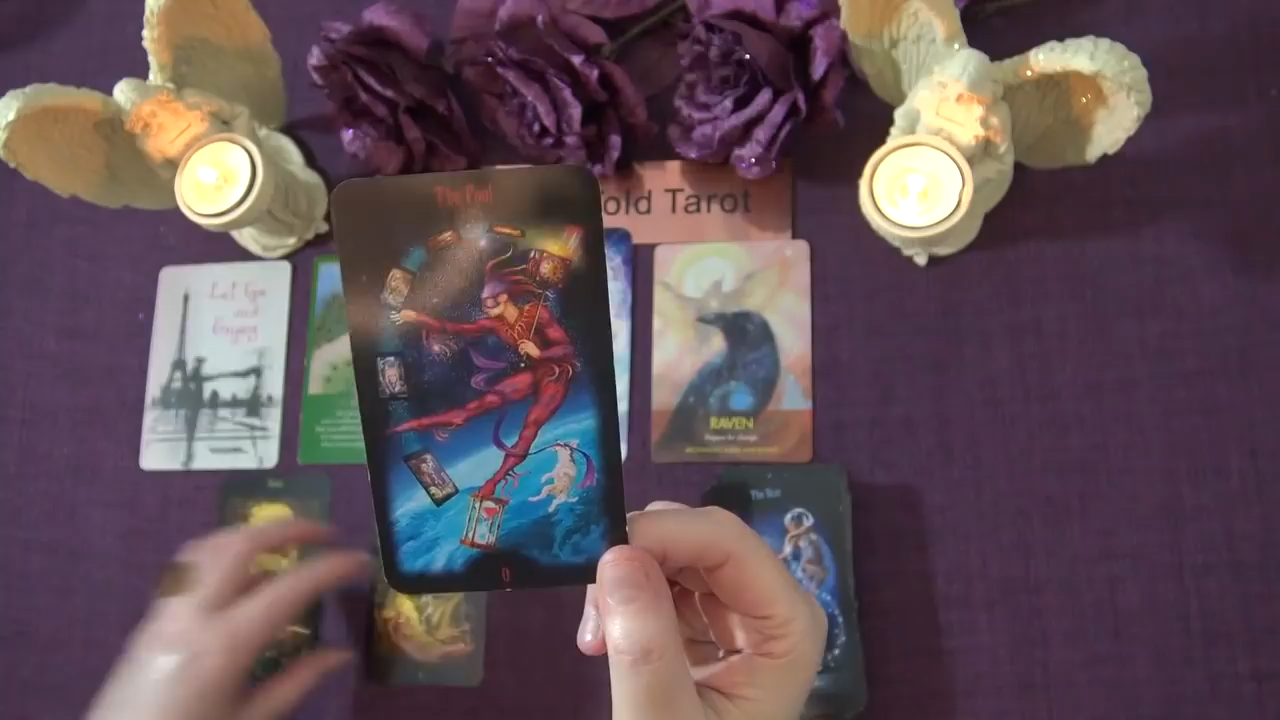 The Fool
old Tarot
Let Go
and
Enjoy
RAVEN
Prepare for change
The Star
0